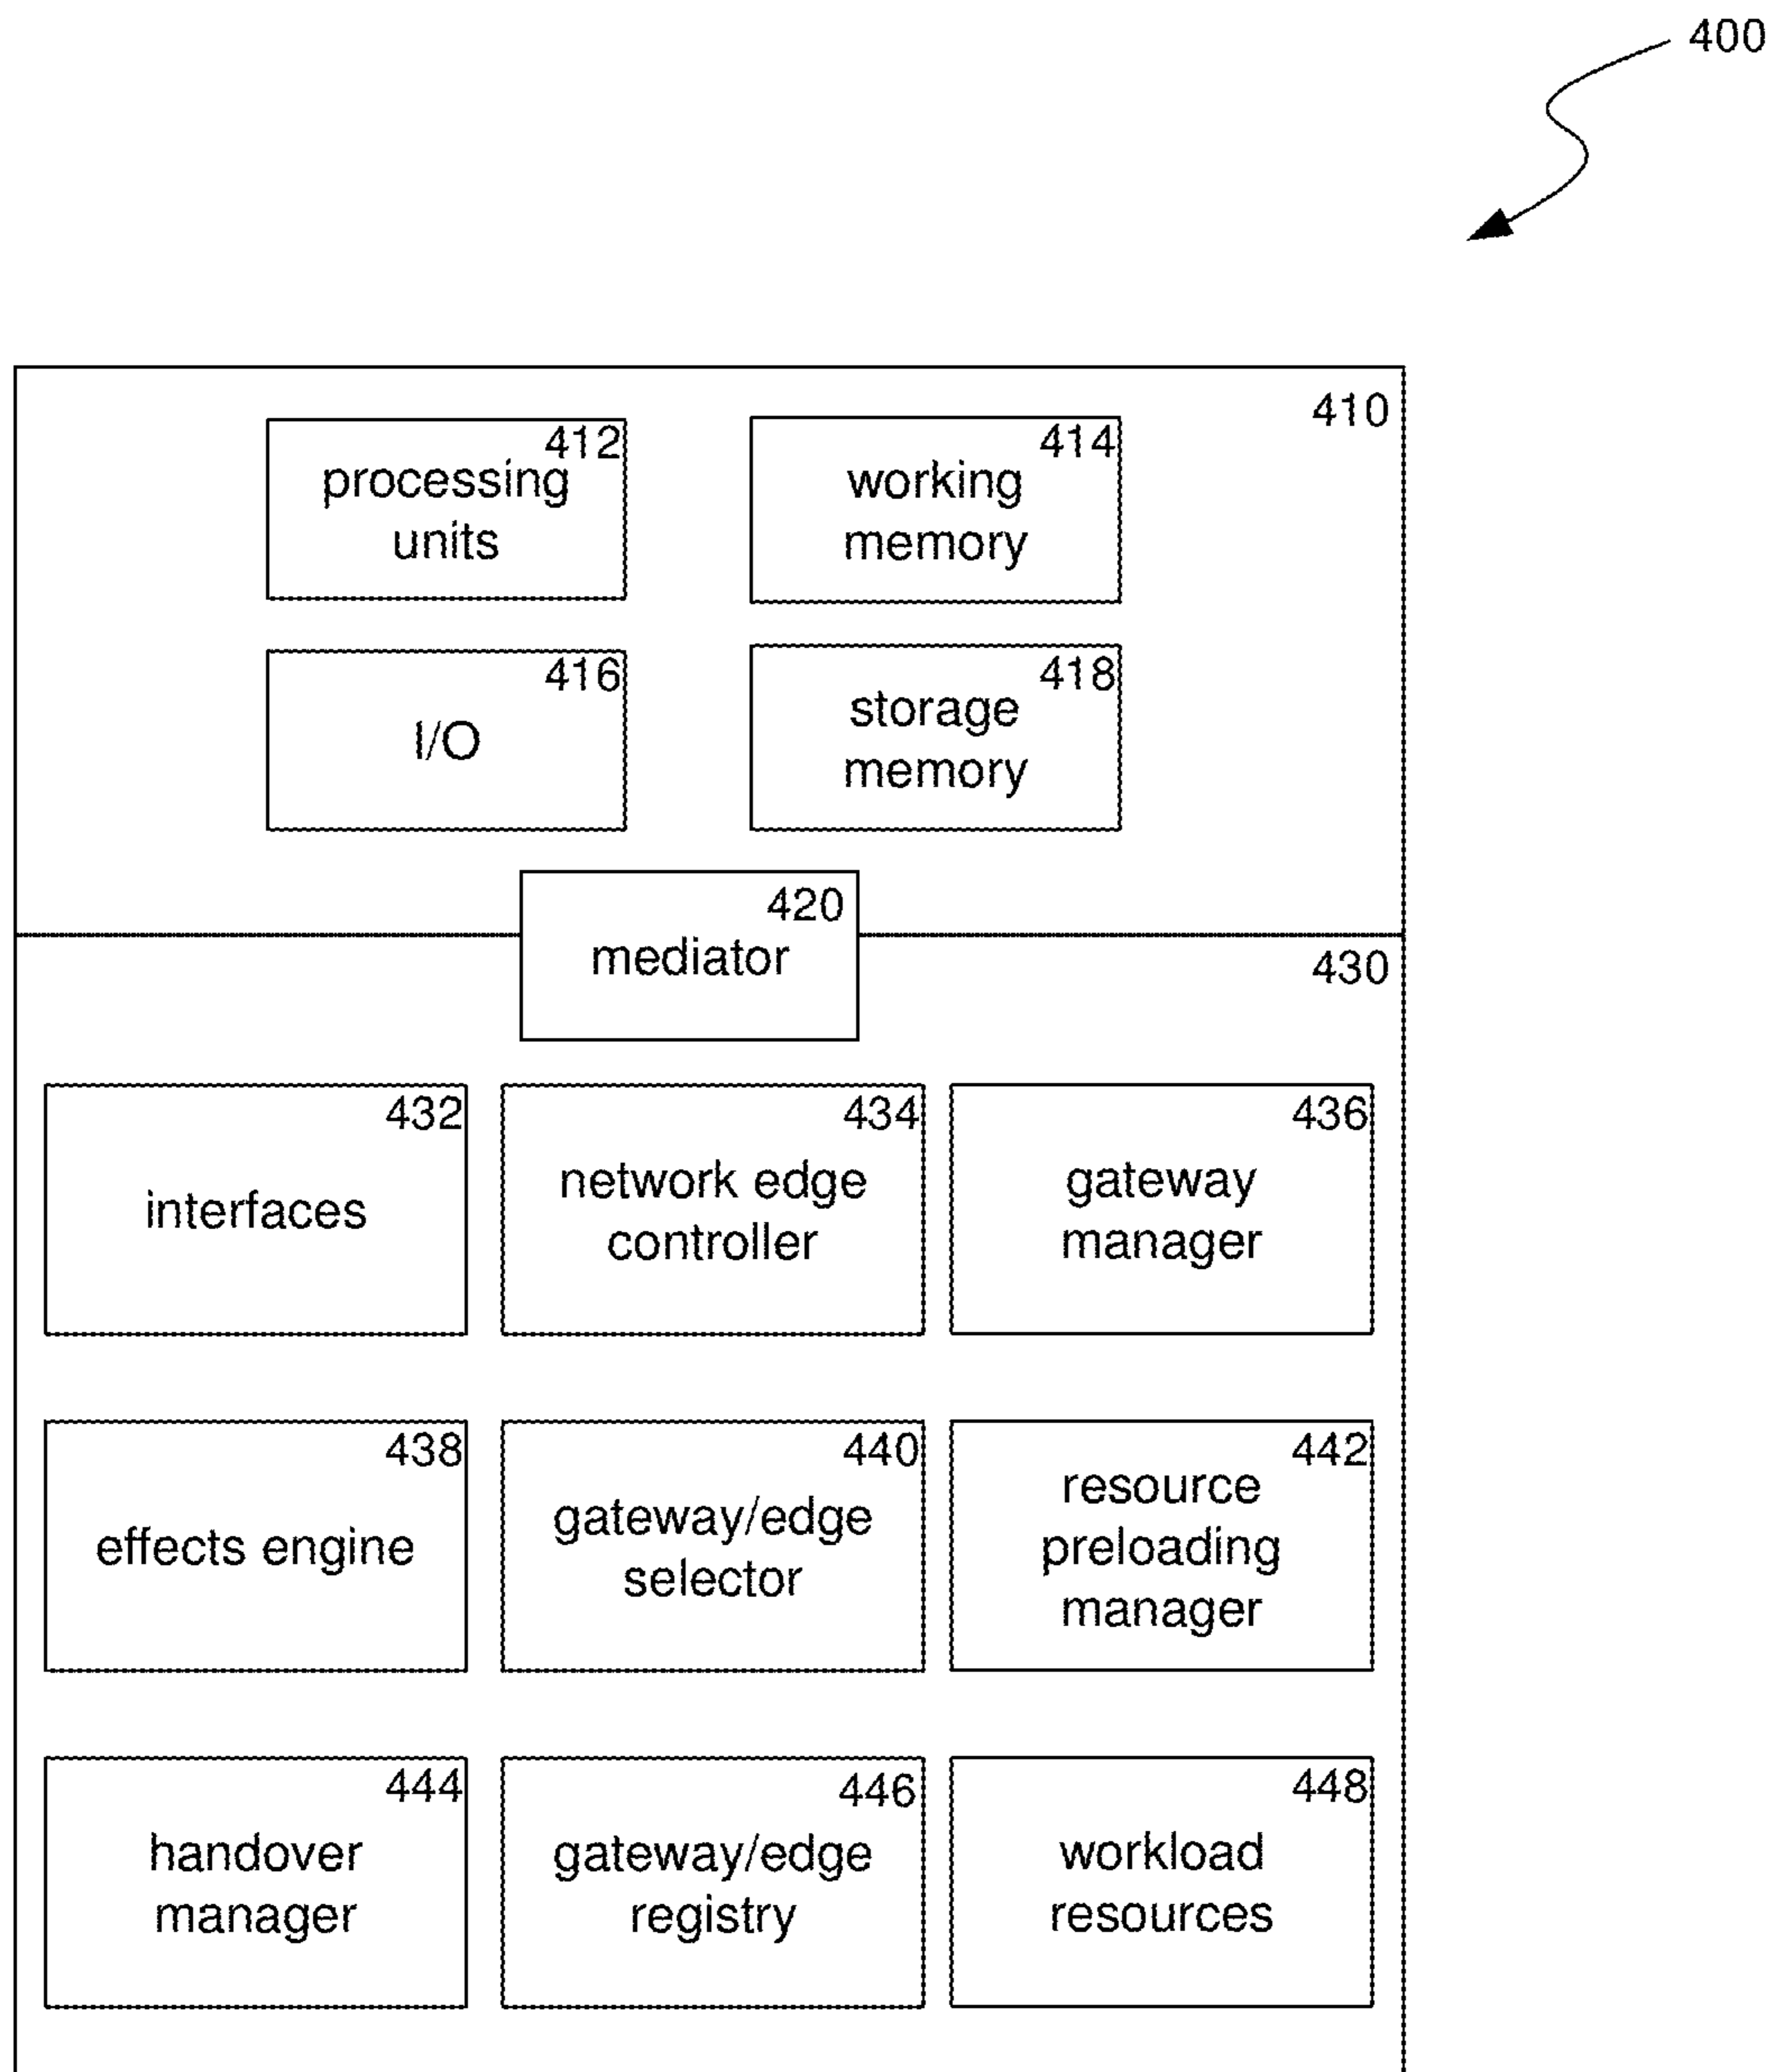 400
410
412
processing
units
414
working
memory
416
I/O
418
storage
memory
420
mediator
430
432
interfaces
434
network edge
controller
436
gateway
manager
438
effects engine
440
gateway/edge
selector
442
resource
preloading
manager
444
handover
manager
446
gateway/edge
registry
448
workload
resources